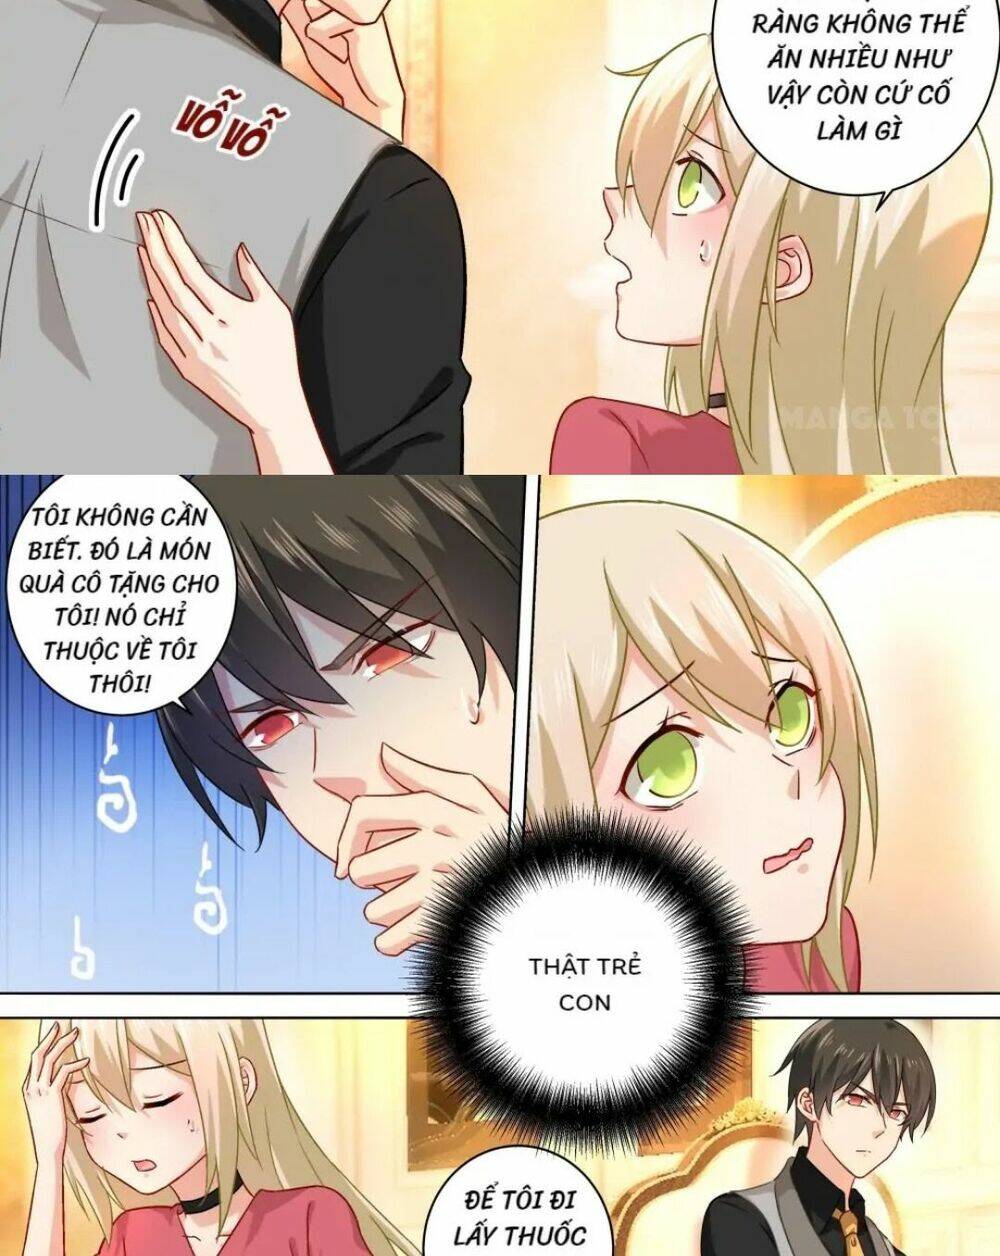 RÀNG KHÔNG THỂ
ĂN NHIỀU NHƯ
VẬY CÒN CỨ CỐ
LÀM GÌ
VỖ VỖ
MANGA TOON
TÔI KHÔNG CẦN
BIẾT. ĐÓ LÀ MÓN
QUÀ CÔ TẶNG CHO
TÔI! NÓ CHỈ
THUỘC VỀ TÔI
THÔI!
THẬT TRẺ
CON
ĐỂ TÔI ĐI
LẤY THUỐC